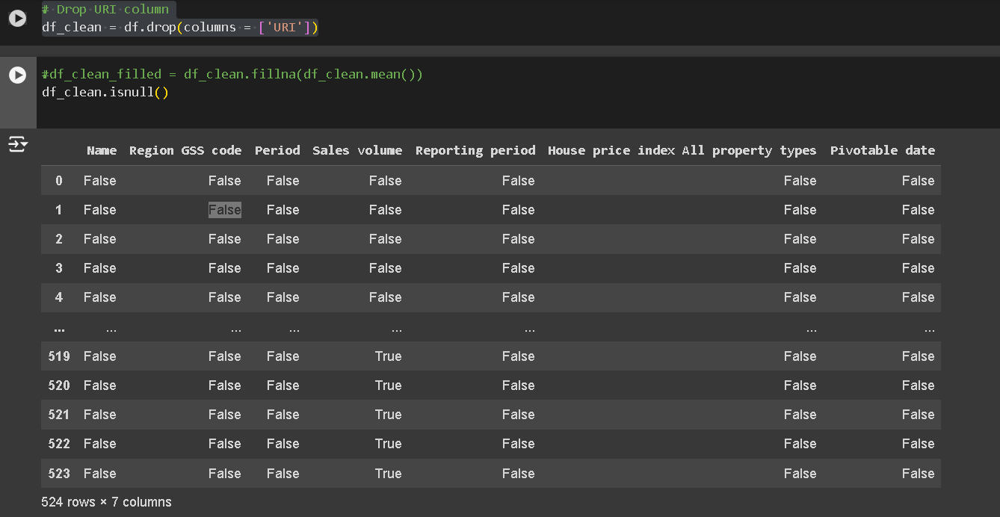 # Drop URI column
df_clean = df.drop(columns = ['URI'])
#df_clean_filled = df_clean.fillna(df_clean.mean())
df_clean.isnull()
Name Region GSS code Period Sales volume Reporting period House price index All property types Pivotable date
0 False False False False False False False
1 False False False False False False False
2 False False False False False False False
3 False False False False False False False
4 False False False False False False False
... ... ... ... ... ... ... ...
519 False False False True False False False
520 False False False True False False False
521 False False False True False False False
522 False False False True False False False
523 False False False True False False False
524 rows × 7 columns